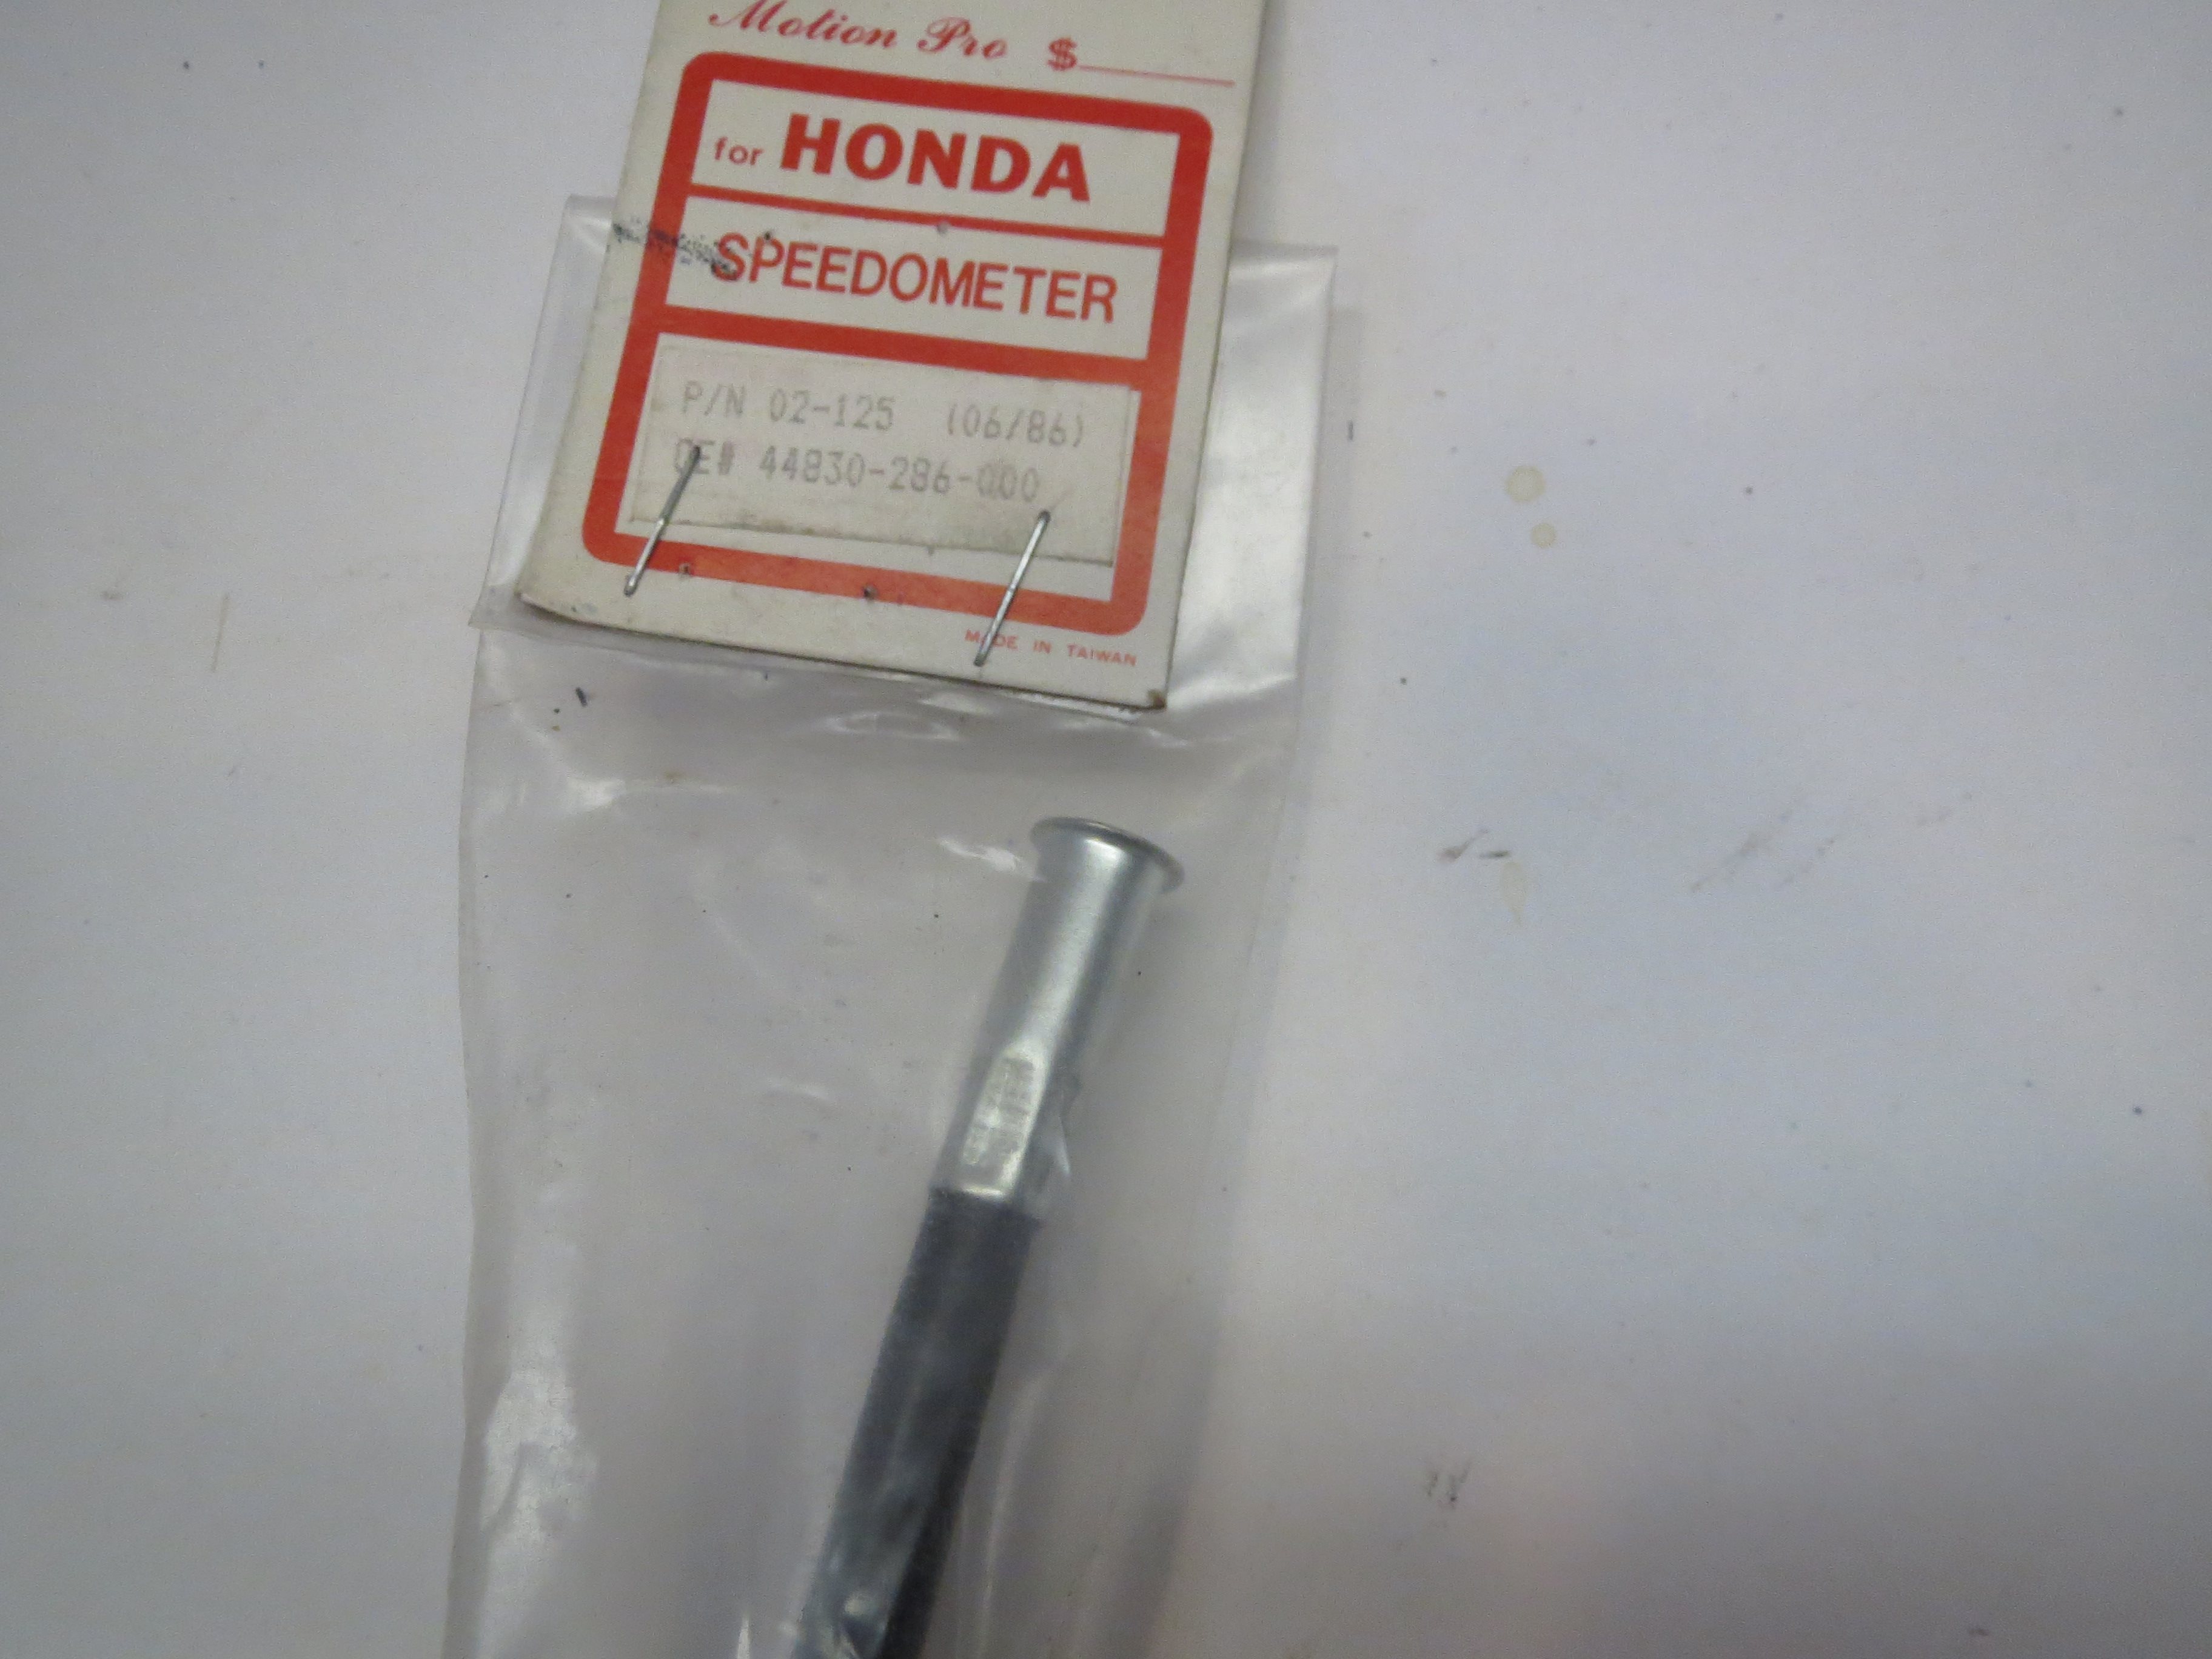 Motion Pro $
for HONDA
SPEEDOMETER
P/N 02-125 (06/86)
OE# 44830-286-000
MADE IN TAIWAN